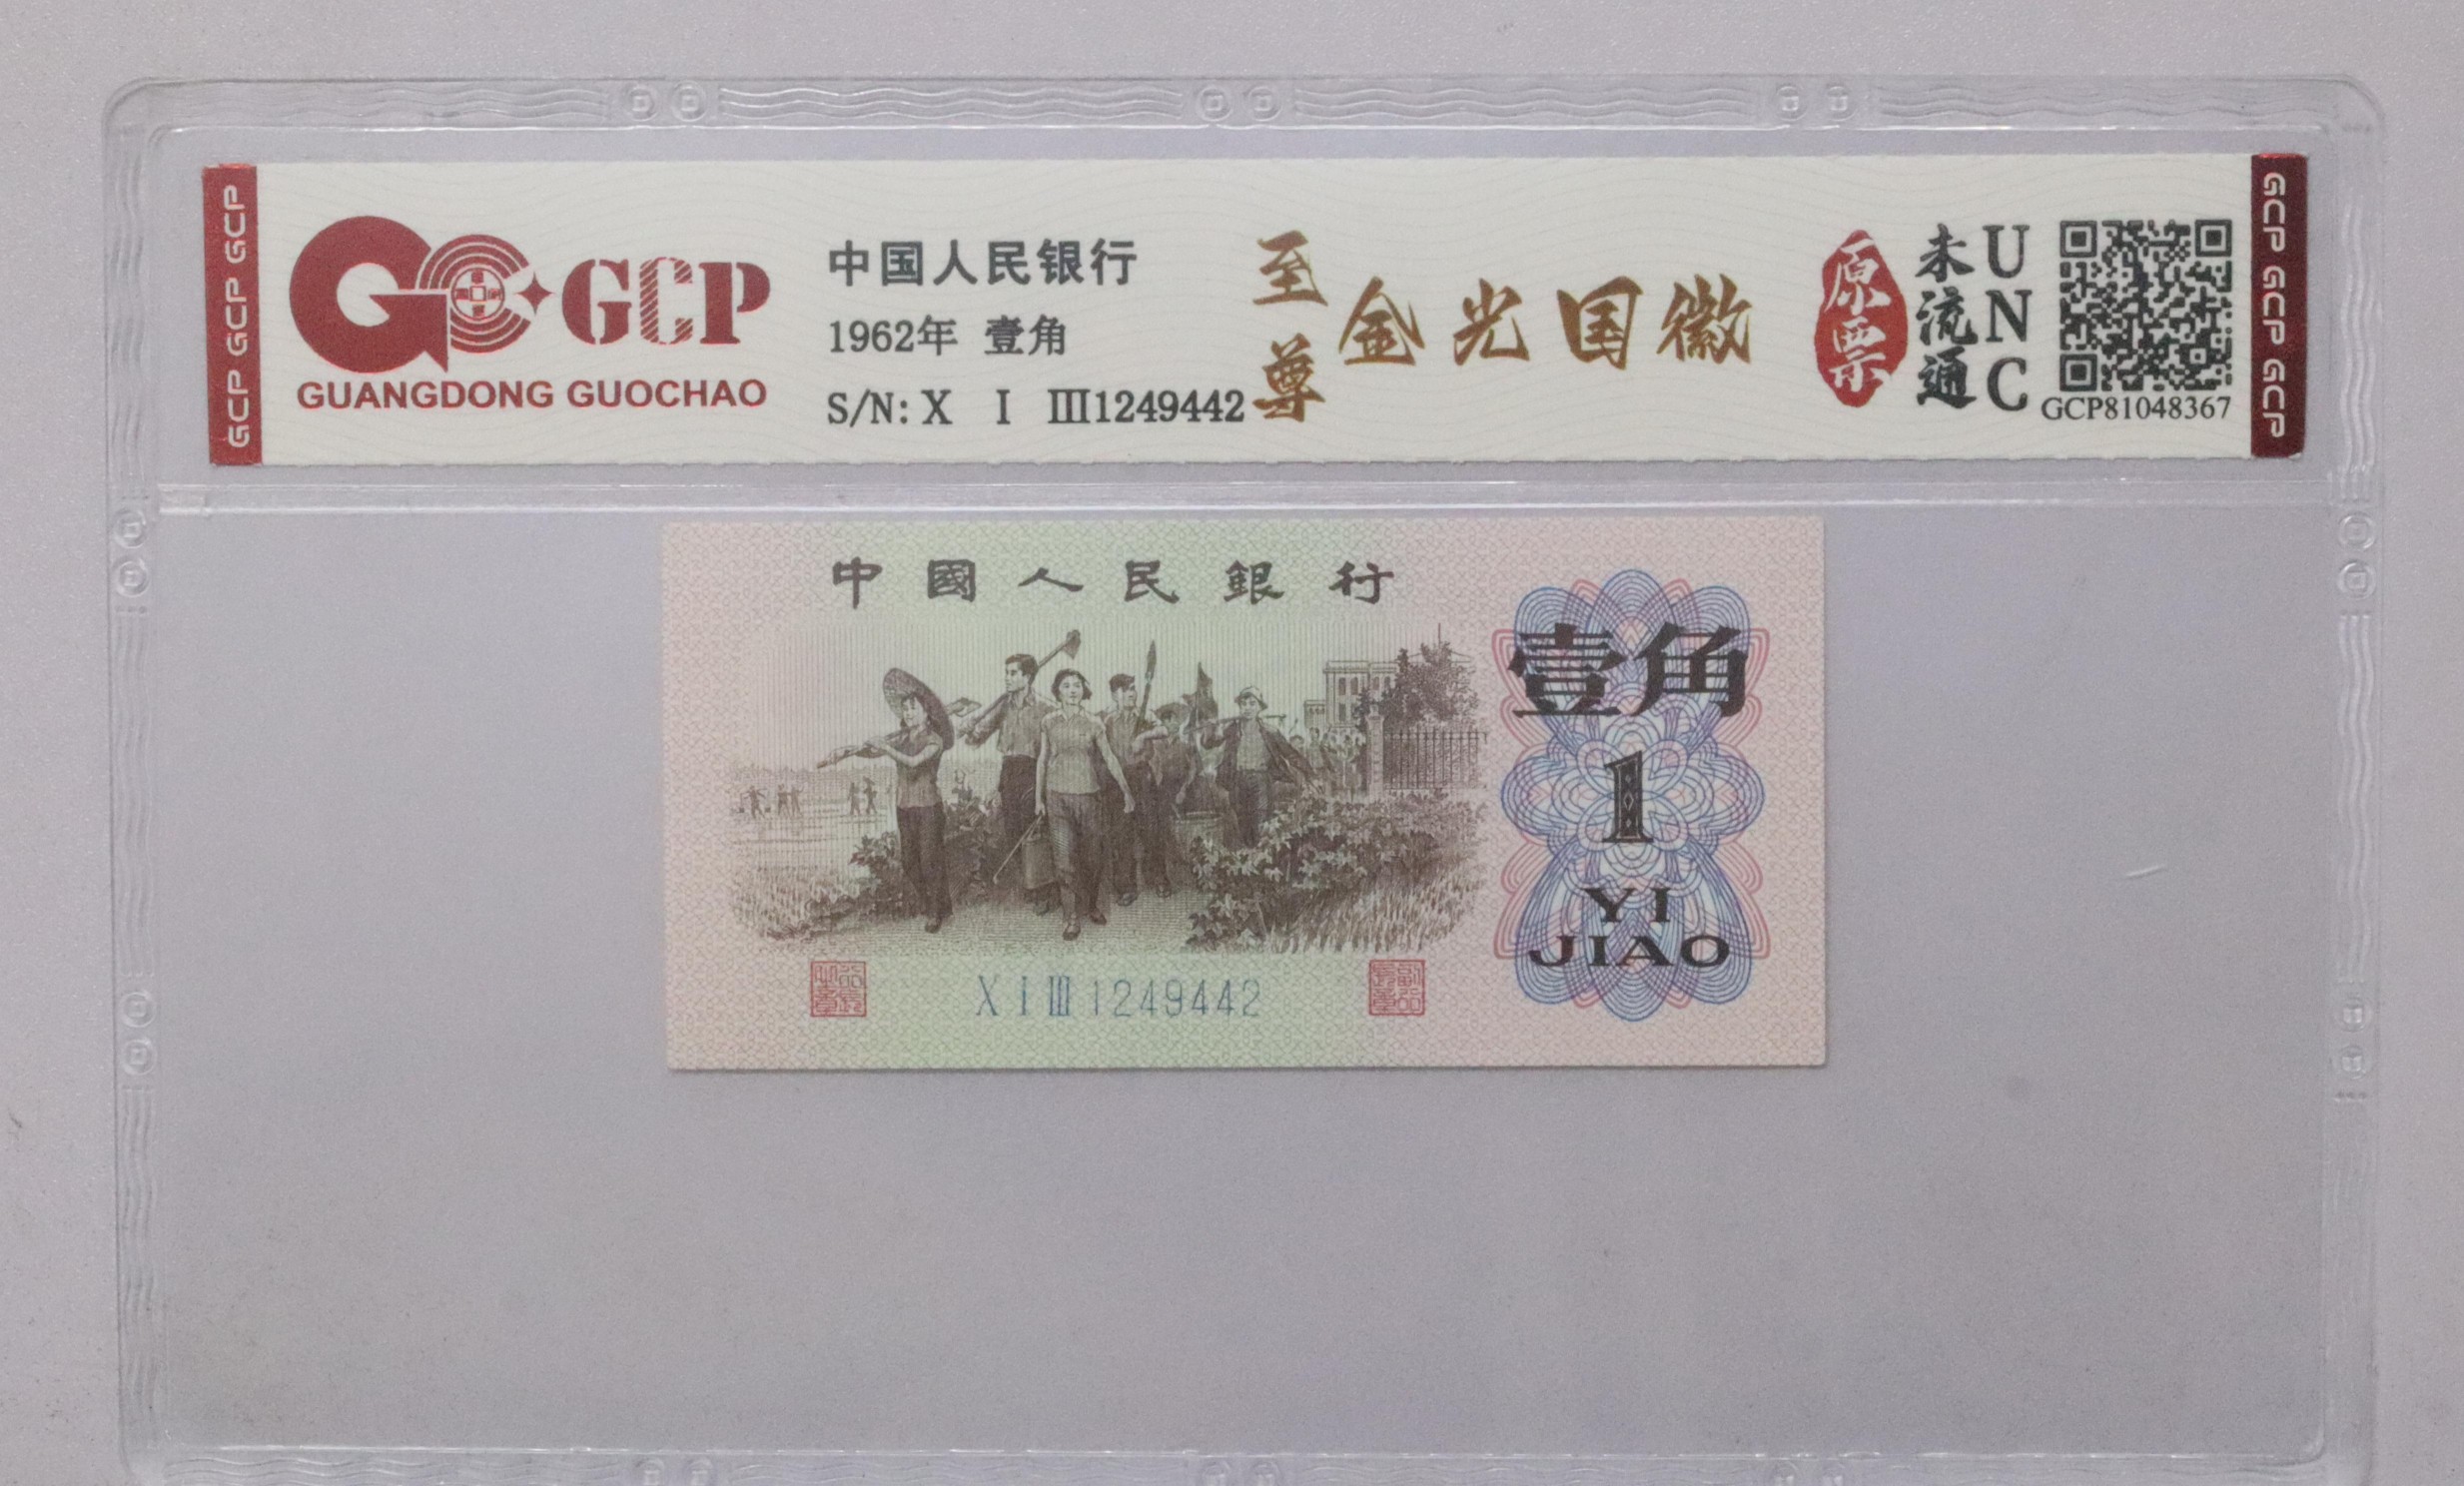 GCP GCP GCP
GCP
GUANGDONG GUOCHAO
中国人民银行
1962年 壹角
S/N: X I III1249442
至尊
金光国徽
原票
未流通
UNC
GCP81048367
GCP GCP GCP
中國人民銀行
壹角
1
YI
JIAO
X I III 1249442